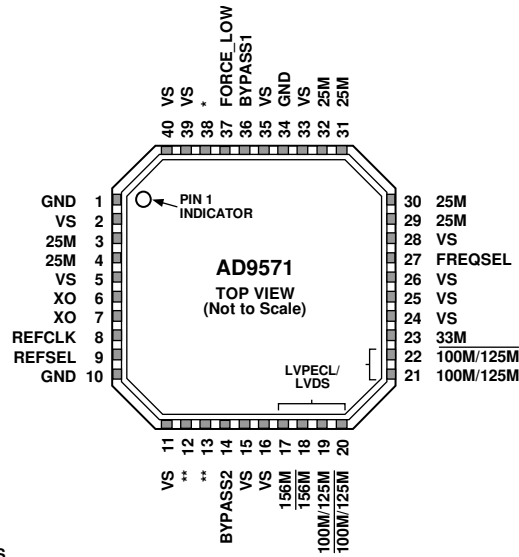 40 VS
39 VS
38 *
37 FORCE_LOW
36 BYPASS1
35 VS
34 GND
33 VS
32 25M
31 25M
GND 1
VS 2
25M 3
25M 4
VS 5
XO 6
XO 7
REFCLK 8
REFSEL 9
GND 10
PIN 1
INDICATOR
AD9571
TOP VIEW
(Not to Scale)
LVPECL/
LVDS
30 25M
29 25M
28 VS
27 FREQSEL
26 VS
25 VS
24 VS
23 33M
22 100M/125M
21 100M/125M
VS 11
** 12
** 13
BYPASS2 14
VS 15
VS 16
156M 17
156M 18
100M/125M 19
100M/125M 20